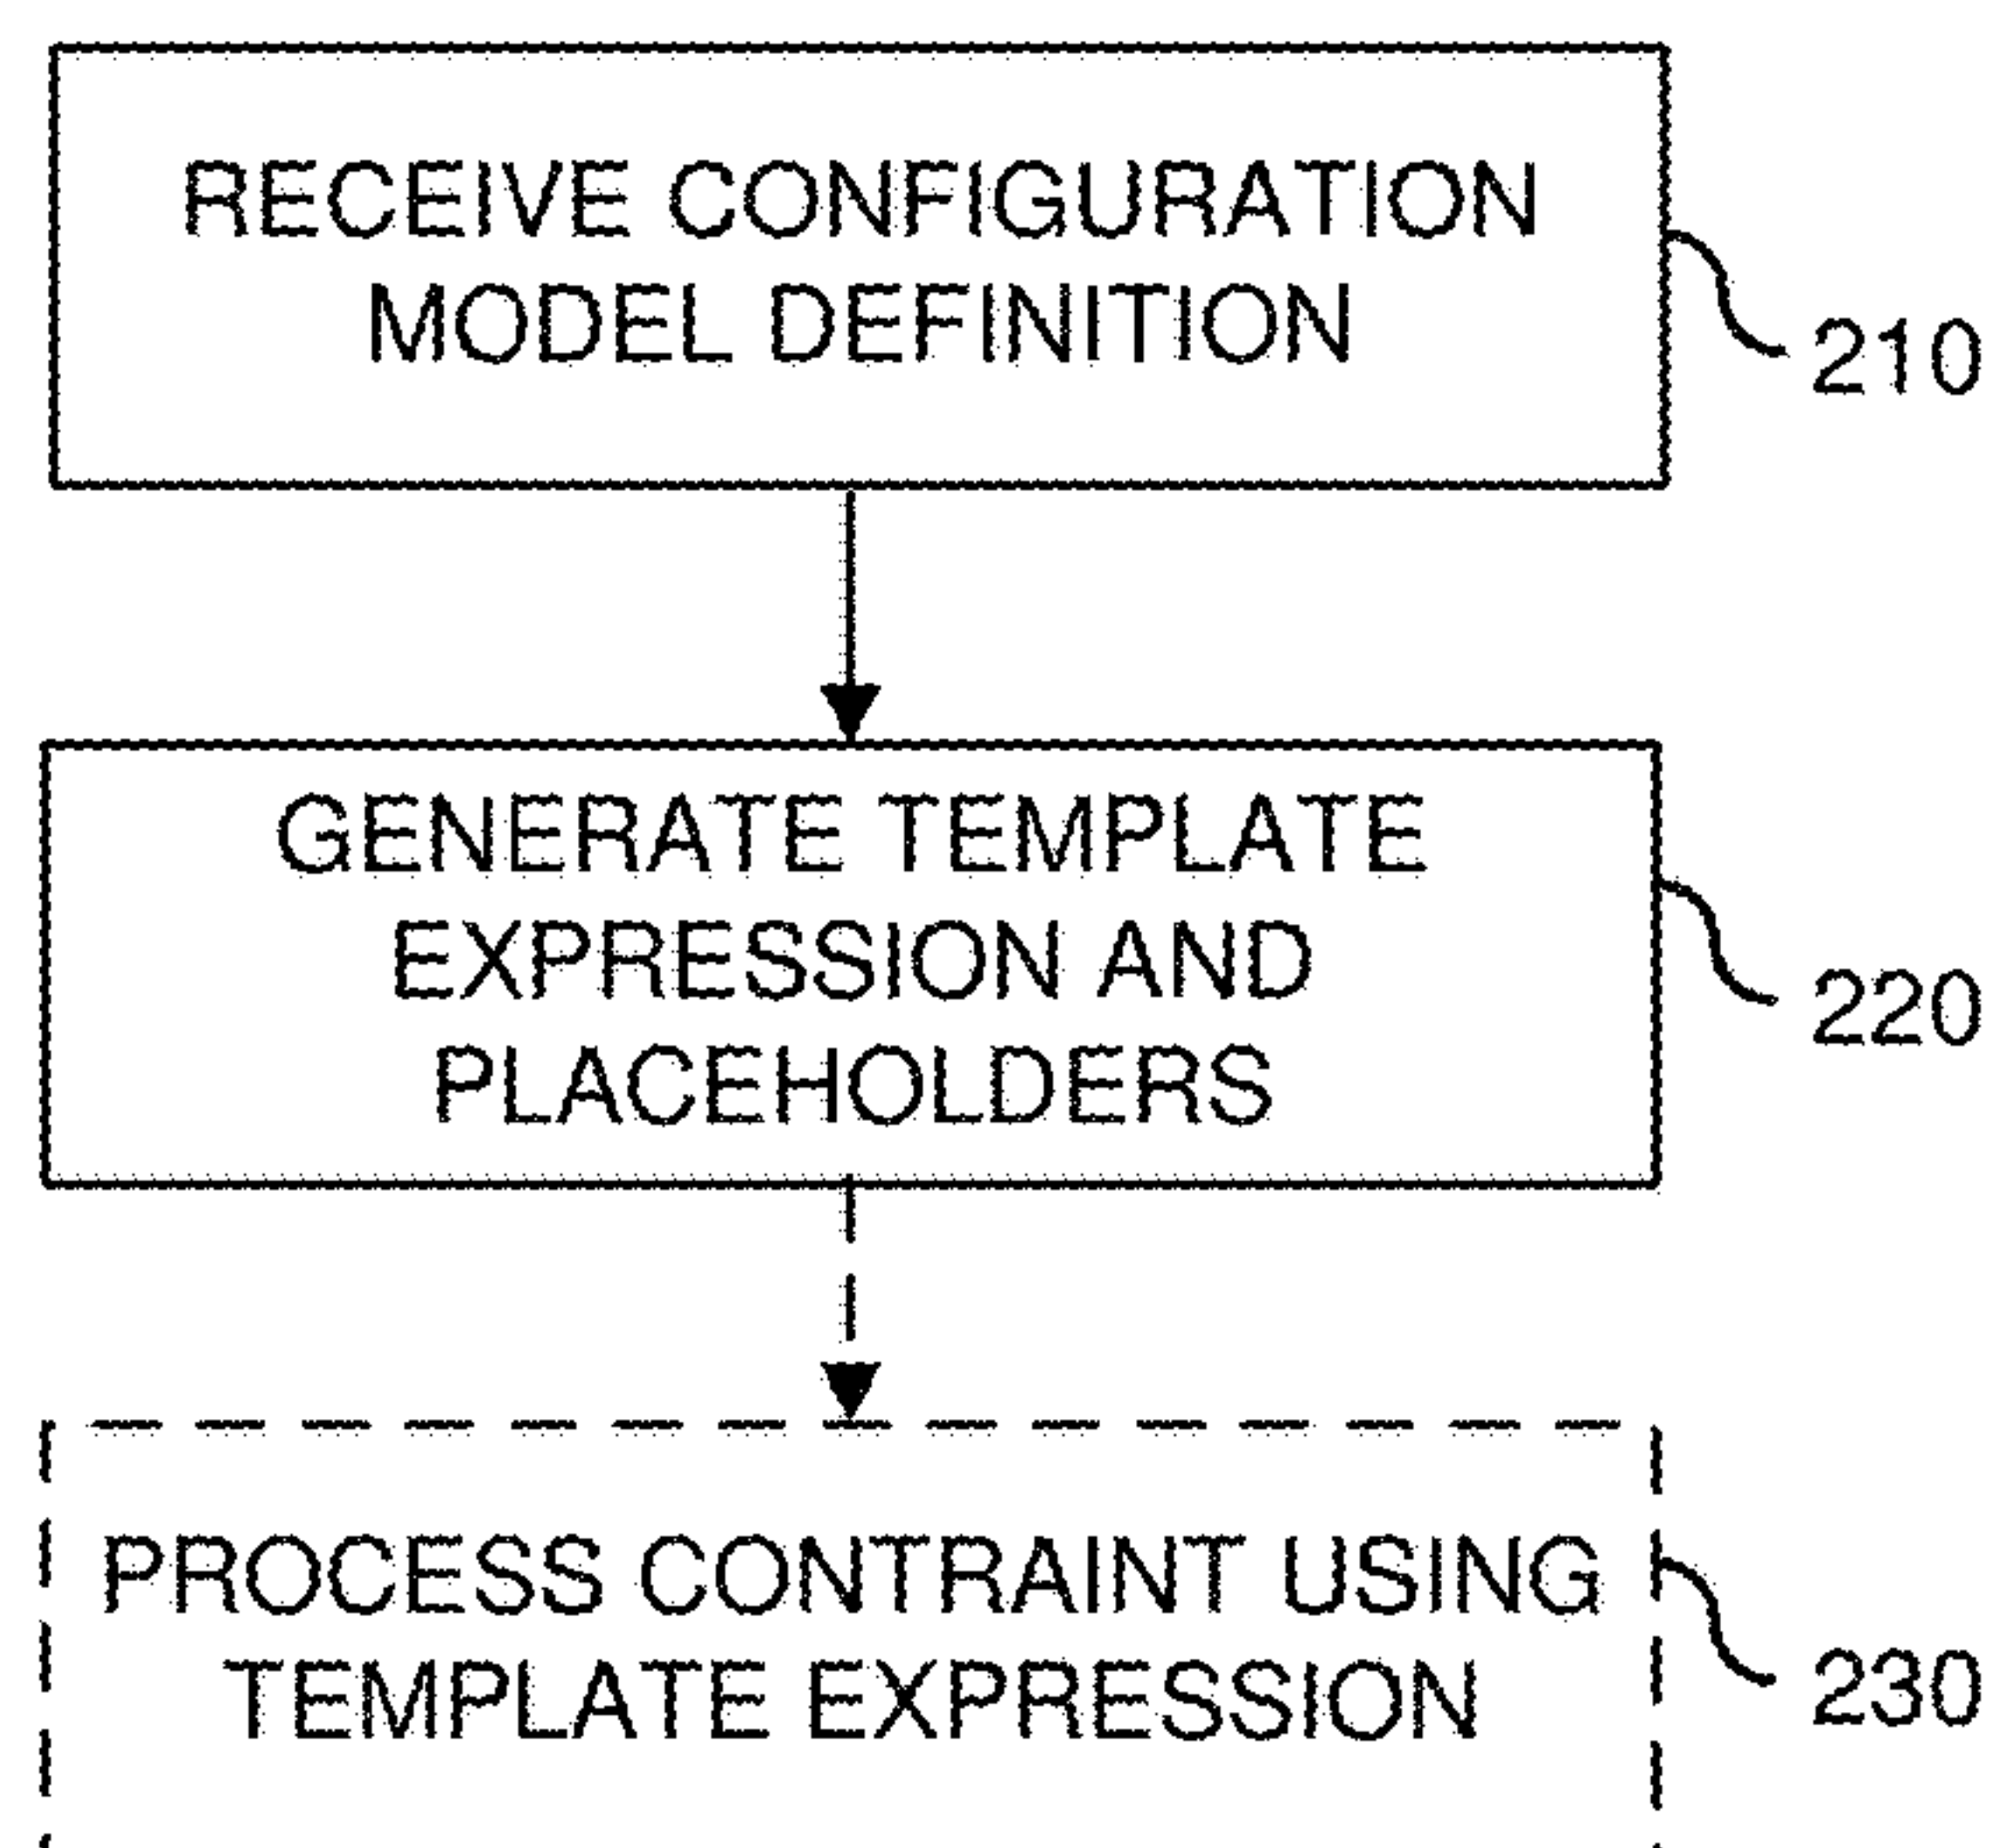 RECEIVE CONFIGURATION
MODEL DEFINITION
210
GENERATE TEMPLATE
EXPRESSION AND
PLACEHOLDERS
220
PROCESS CONTRAINT USING
TEMPLATE EXPRESSION
230